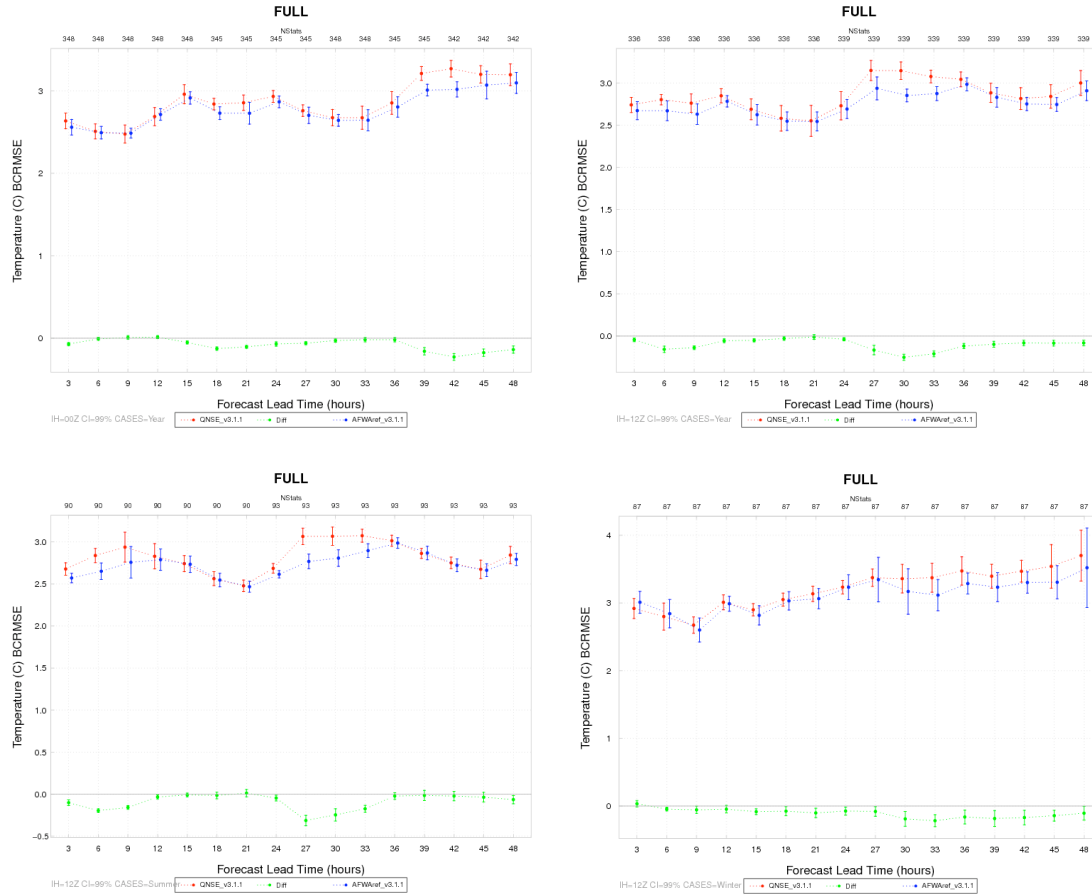 FULL
NStats
348 348 348 348 348 345 345 345 345 348 348 345 345 342 342 342
Temperature (C) BCRMSE
3
2
1
0
3 6 9 12 15 18 21 24 27 30 33 36 39 42 45 48
Forecast Lead Time (hours)
IH=00Z CI=99% CASES=Year QNSE_v3.1.1 Diff AFWAref_v3.1.1
FULL
NStats
336 336 336 336 336 336 336 339 339 339 339 339 339 339 339 339
Temperature (C) BCRMSE
3.0
2.5
2.0
1.5
1.0
0.5
0.0
3 6 9 12 15 18 21 24 27 30 33 36 39 42 45 48
Forecast Lead Time (hours)
IH=12Z CI=99% CASES=Year QNSE_v3.1.1 Diff AFWAref_v3.1.1
FULL
NStats
90 90 90 90 90 90 90 93 93 93 93 93 93 93 93 93
Temperature (C) BCRMSE
3.0
2.5
2.0
1.5
1.0
0.5
0.0
−0.5
3 6 9 12 15 18 21 24 27 30 33 36 39 42 45 48
Forecast Lead Time (hours)
IH=12Z CI=99% CASES=Summer QNSE_v3.1.1 Diff AFWAref_v3.1.1
FULL
NStats
87 87 87 87 87 87 87 87 87 87 87 87 87 87 87 87
Temperature (C) BCRMSE
4
3
2
1
0
3 6 9 12 15 18 21 24 27 30 33 36 39 42 45 48
Forecast Lead Time (hours)
IH=12Z CI=99% CASES=Winter QNSE_v3.1.1 Diff AFWAref_v3.1.1